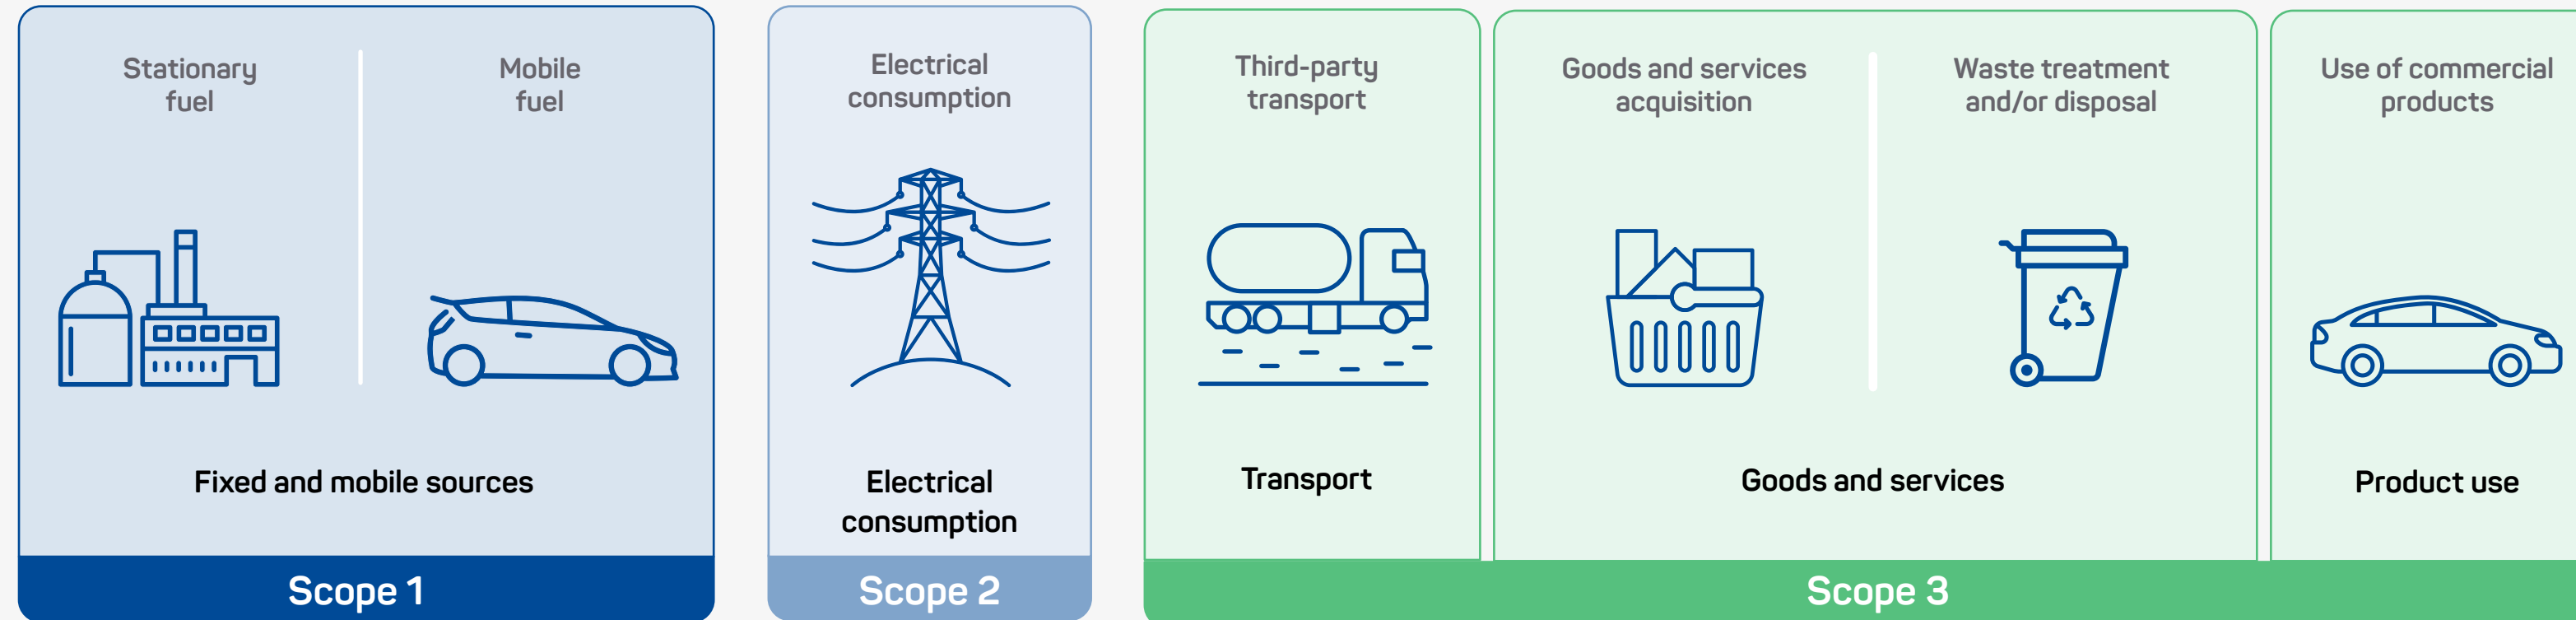 Stationary
fuel
Mobile
fuel
Fixed and mobile sources
Scope 1
Electrical
consumption
Electrical
consumption
Scope 2
Third-party
transport
Transport
Goods and services
acquisition
Waste treatment
and/or disposal
Goods and services
Use of commercial
products
Product use
Scope 3